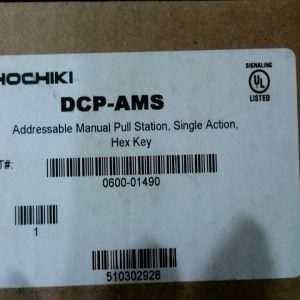 HOCHIKI
SIGNALING
UL
LISTED
DCP-AMS
Addressable Manual Pull Station, Single Action,
Hex Key
T#:
0600-01490
1
510302928